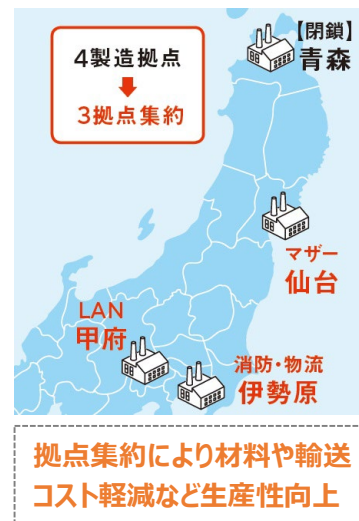 4製造拠点
3拠点集約
【閉鎖】
青森
マザー
仙台
LAN
甲府
消防・物流
伊勢原
拠点集約により材料や輸送
コスト軽減など生産性向上